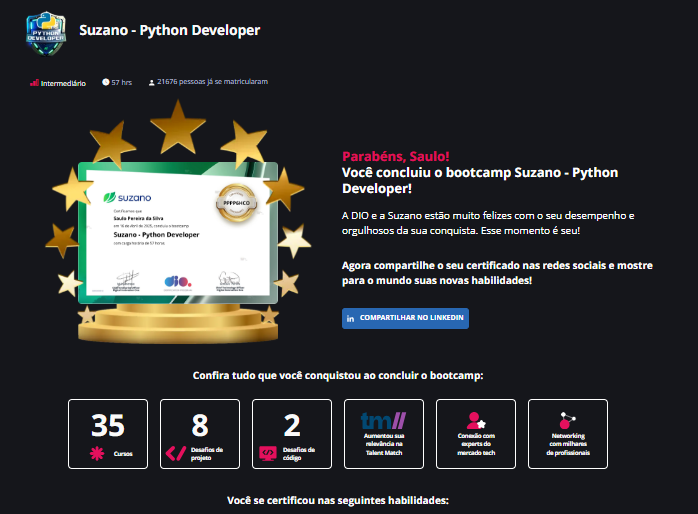 PYTHON
DEVELOPER
Suzano - Python Developer
Intermediário
57 hrs
21676 pessoas já se matricularam
suzano
PPPP6HCO
Certificamos que
Saulo Pereira da Silva
em 16 de abril de 2025, concluiu o bootcamp
Suzano - Python Developer
com carga horária de 57 horas
dio.
Parabéns, Saulo!
Você concluiu o bootcamp Suzano - Python
Developer!
A DIO e a Suzano estão muito felizes com o seu desempenho e
orgulhosos da sua conquista. Esse momento é seu!
Agora compartilhe o seu certificado nas redes sociais e mostre
para o mundo suas novas habilidades!
in COMPARTILHAR NO LINKEDIN
Confira tudo que você conquistou ao concluir o bootcamp:
35
Cursos
8
Desafios de
projeto
2
Desafios de
código
tm//
Aumentou sua
relevância na
Talent Match
Conexão com
experts do
mercado tech
Networking
com milhares
de profissionais
Você se certificou nas seguintes habilidades: